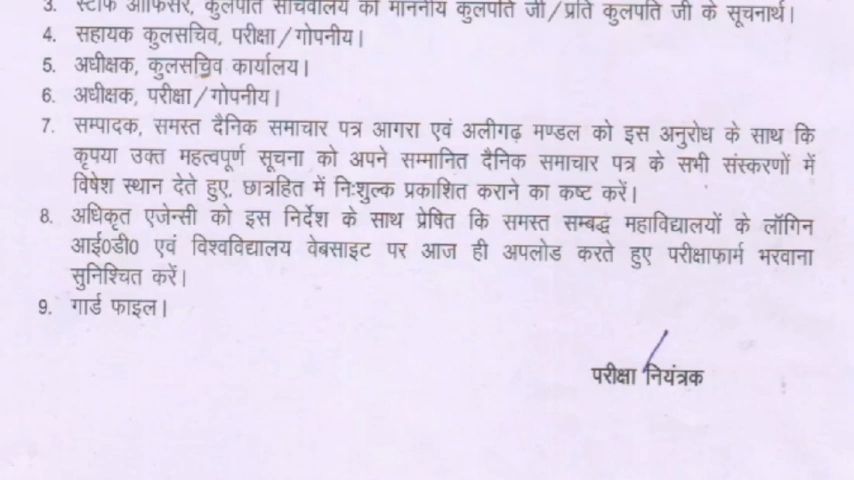 3. स्टाफ ऑफिसर, कुलपति सचिवालय को माननीय कुलपति जी/प्रति कुलपति जी के सूचनार्थ।
4. सहायक कुलसचिव, परीक्षा/गोपनीय।
5. अधीक्षक, कुलसचिव कार्यालय।
6. अधीक्षक, परीक्षा/गोपनीय।
7. सम्पादक, समस्त दैनिक समाचार पत्र आगरा एवं अलीगढ़ मण्डल को इस अनुरोध के साथ कि
कृपया उक्त महत्वपूर्ण सूचना को अपने सम्मानित दैनिक समाचार पत्र के सभी संस्करणों में
विषेश स्थान देते हुए, छात्रहित में निःशुल्क प्रकाशित कराने का कष्ट करें।
8. अधिकृत एजेन्सी को इस निर्देश के साथ प्रेषित कि समस्त सम्बद्ध महाविद्यालयों के लॉगिन
आई0डी0 एवं विश्वविद्यालय वेबसाइट पर आज ही अपलोड करते हुए परीक्षाफार्म भरवाना
सुनिश्चित करें।
9. गार्ड फाइल।
परीक्षा नियंत्रक